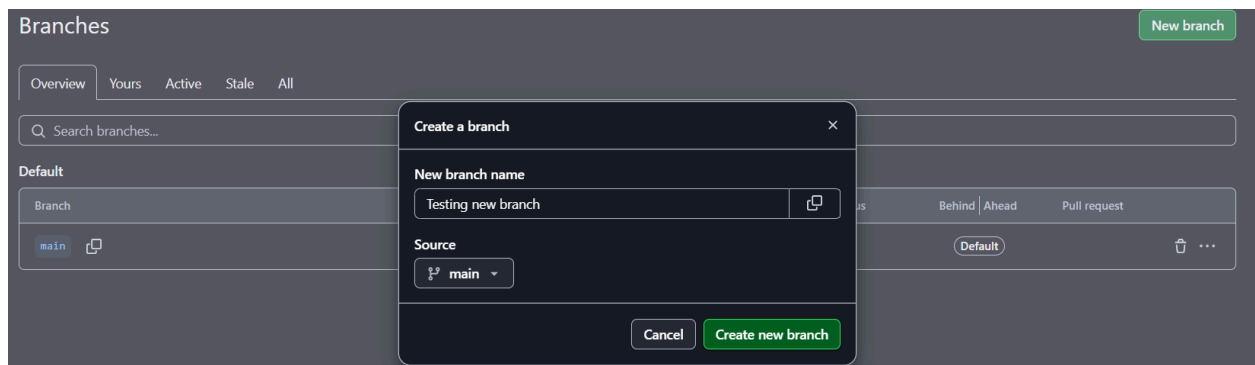 Branches
New branch
Overview Yours Active Stale All
Search branches...
Create a branch
New branch name
Testing new branch
Source
main
Cancel Create new branch
Default
Branch Behind Ahead Pull request
main Default